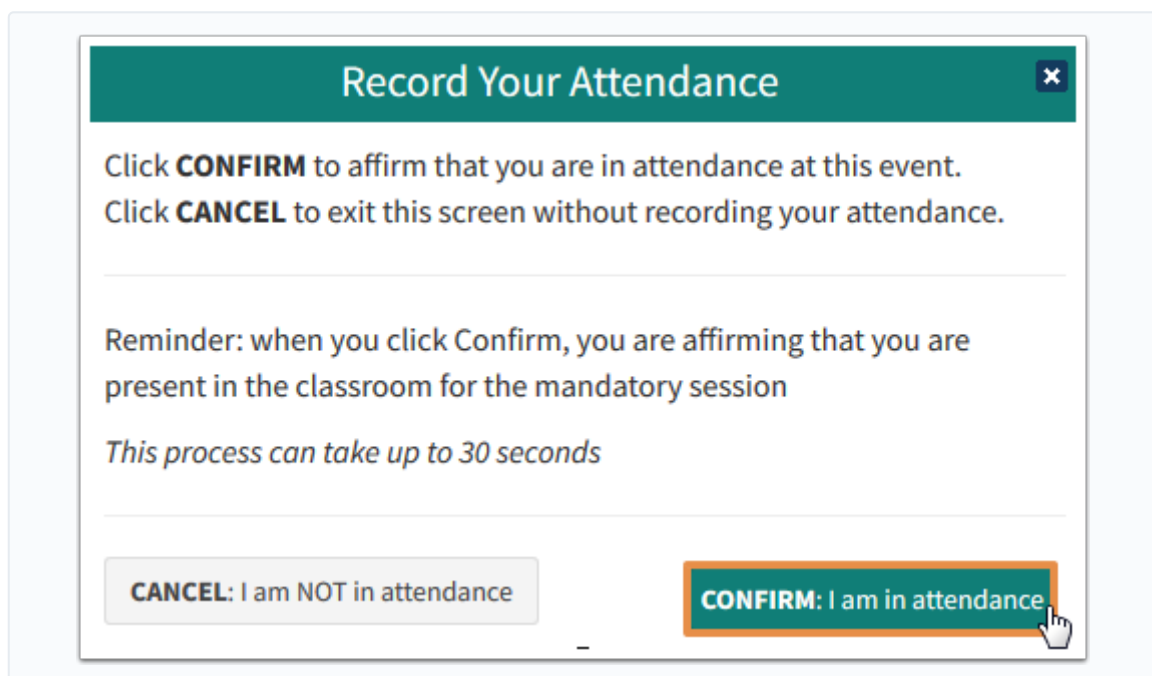 Record Your Attendance
Click CONFIRM to affirm that you are in attendance at this event.
Click CANCEL to exit this screen without recording your attendance.
Reminder: when you click Confirm, you are affirming that you are
present in the classroom for the mandatory session
This process can take up to 30 seconds
CANCEL: I am NOT in attendance
CONFIRM: I am in attendance